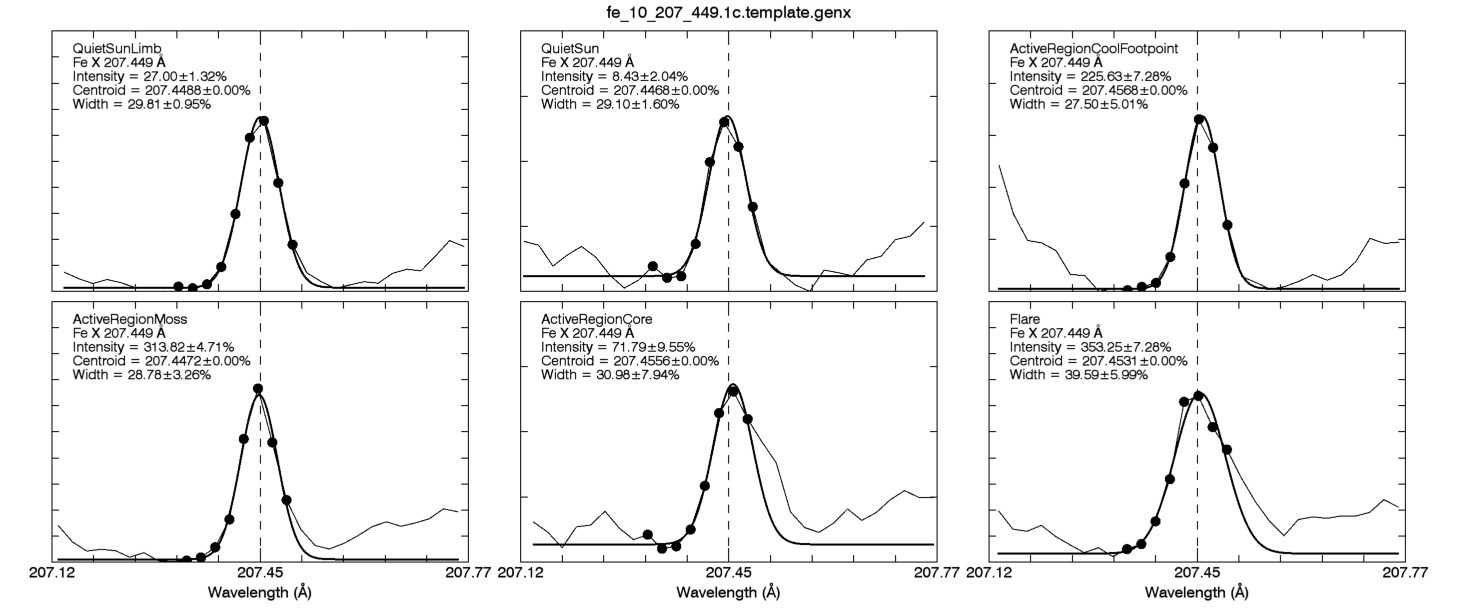 fe_10_207_449.1c.template.genx
QuietSunLimb
Fe X 207.449 Å
Intensity = 27.00±1.32%
Centroid = 207.4488±0.00%
Width = 29.81±0.95%
QuietSun
Fe X 207.449 Å
Intensity = 8.43±2.04%
Centroid = 207.4468±0.00%
Width = 29.10±1.60%
ActiveRegionCoolFootpoint
Fe X 207.449 Å
Intensity = 225.63±7.28%
Centroid = 207.4568±0.00%
Width = 27.50±5.01%
ActiveRegionMoss
Fe X 207.449 Å
Intensity = 313.82±4.71%
Centroid = 207.4472±0.00%
Width = 28.78±3.26%
ActiveRegionCore
Fe X 207.449 Å
Intensity = 71.79±9.55%
Centroid = 207.4556±0.00%
Width = 30.98±7.94%
Flare
Fe X 207.449 Å
Intensity = 353.25±7.28%
Centroid = 207.4531±0.00%
Width = 39.59±5.99%
207.12 207.45 207.77 207.12 207.45 207.77 207.12 207.45 207.77
Wavelength (Å) Wavelength (Å) Wavelength (Å)